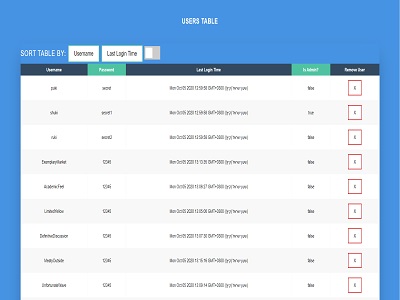 USERS TABLE
SORT TABLE BY: Username Last Login Time
Username Password Last Login Time Is Admin? Remove User
puki secret Mon Oct 05 2020 12:59:58 GMT+0300 (שעון ישראל (קיץ)) false X
shuki secret1 Mon Oct 05 2020 12:59:58 GMT+0300 (שעון ישראל (קיץ)) true X
ruki secret2 Mon Oct 05 2020 12:59:58 GMT+0300 (שעון ישראל (קיץ)) false X
ExemplaryMarket 12345 Mon Oct 05 2020 13:13:35 GMT+0300 (שעון ישראל (קיץ)) false X
AcademicFeel 12345 Mon Oct 05 2020 13:08:27 GMT+0300 (שעון ישראל (קיץ)) false X
LimitedWidow 12345 Mon Oct 05 2020 13:05:06 GMT+0300 (שעון ישראל (קיץ)) false X
DefinitiveDiscussion 12345 Mon Oct 05 2020 13:07:30 GMT+0300 (שעון ישראל (קיץ)) false X
WeeklyOutside 12345 Mon Oct 05 2020 13:16:16 GMT+0300 (שעון ישראל (קיץ)) false X
UnfortunateWave 12345 Mon Oct 05 2020 13:09:14 GMT+0300 (שעון ישראל (קיץ)) false X